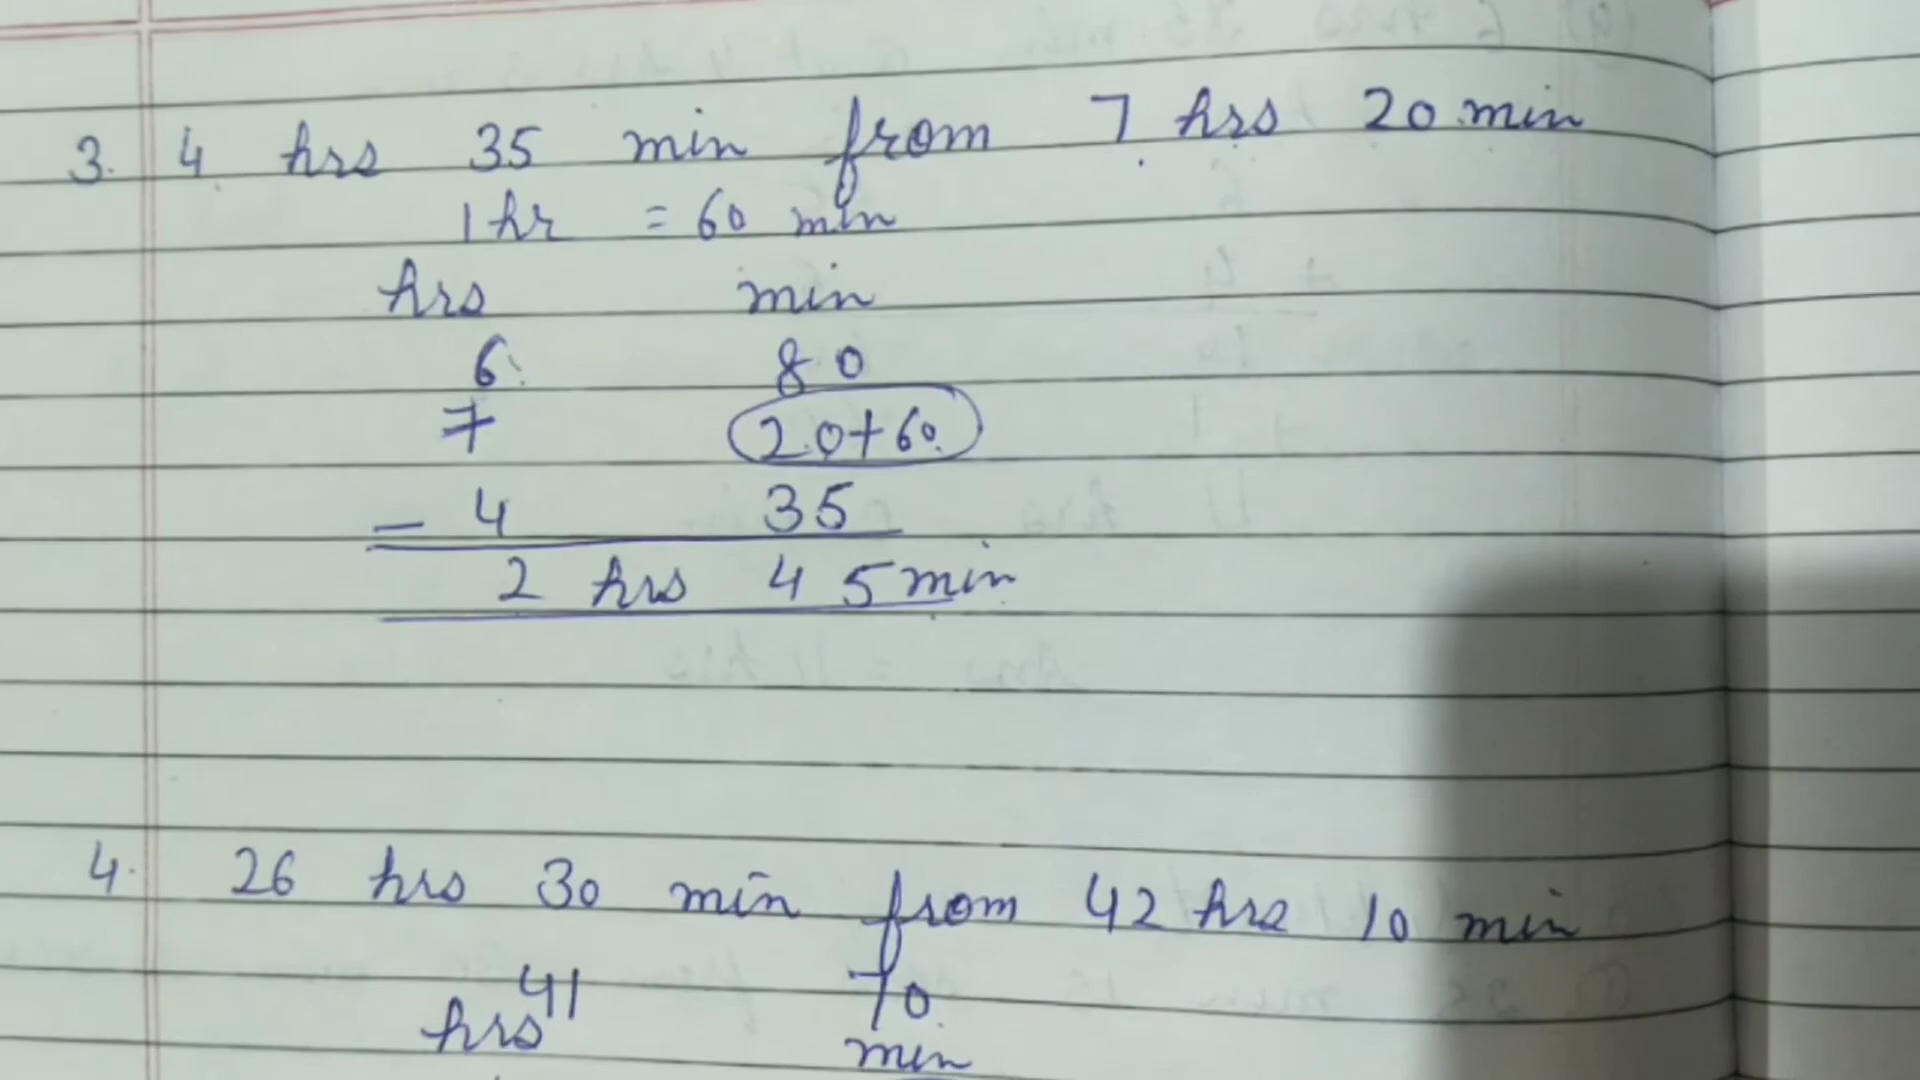 3. 4 hrs 35 min from 7 hrs 20 min
1 hr = 60 min
hrs min
6 80
7 20+60
- 4 35
2 hrs 45 min
4. 26 hrs 30 min from 42 hrs 10 min
41 70
hrs min